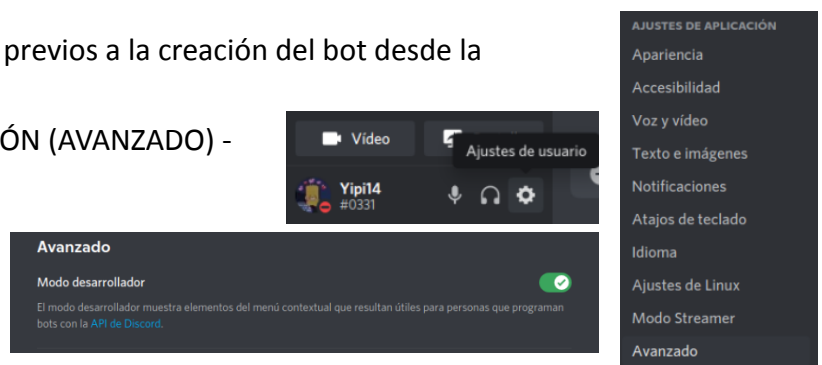 previos a la creación del bot desde la
ÓN (AVANZADO) -
Vídeo
Ajustes de usuario
Yipi14
#0331
Avanzado
Modo desarrollador
El modo desarrollador muestra elementos del menú contextual que resultan útiles para personas que programan
bots con la API de Discord.
AJUSTES DE APLICACIÓN
Apariencia
Accesibilidad
Voz y vídeo
Texto e imágenes
Notificaciones
Atajos de teclado
Idioma
Ajustes de Linux
Modo Streamer
Avanzado